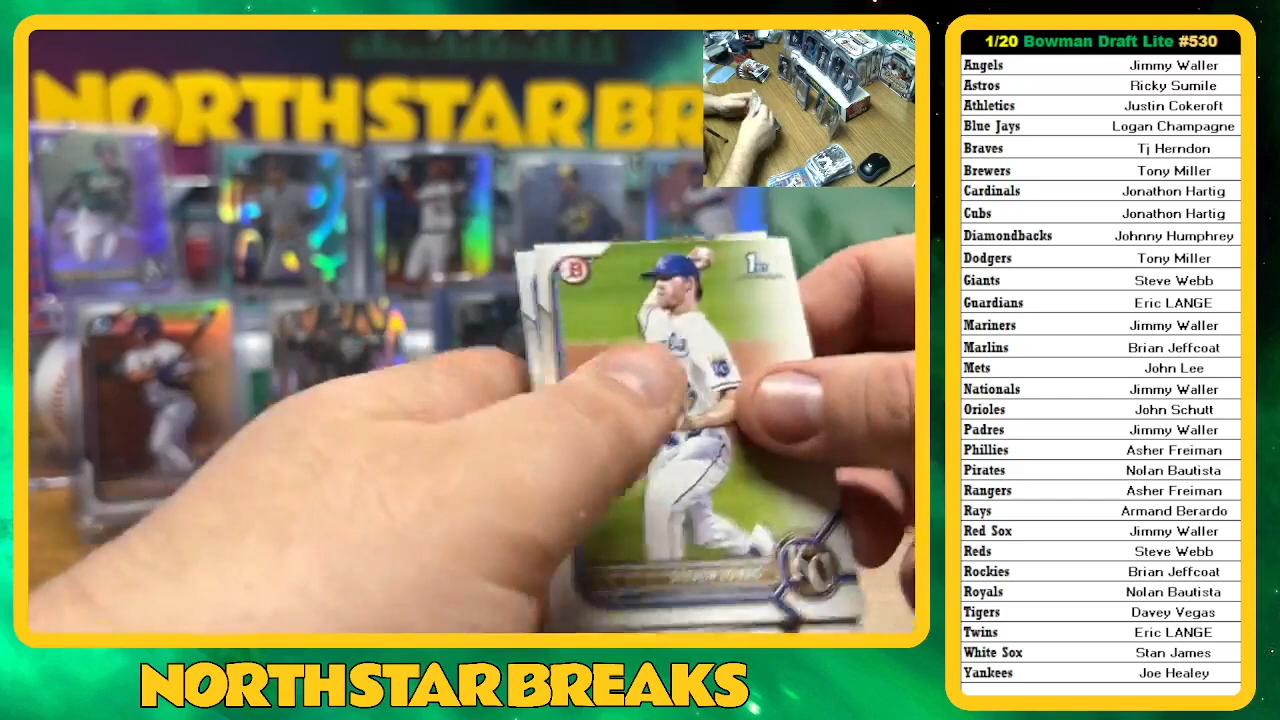 NORTHSTARBREAKS
B
1ST
KC
1/20 Bowman Draft Lite #530
Angels Jimmy Waller
Astros Ricky Sumile
Athletics Justin Cokeroft
Blue Jays Logan Champagne
Braves Tj Herndon
Brewers Tony Miller
Cardinals Jonathon Hartig
Cubs Jonathon Hartig
Diamondbacks Johnny Humphrey
Dodgers Tony Miller
Giants Steve Webb
Guardians Eric LANGE
Mariners Jimmy Waller
Marlins Brian Jeffcoat
Mets John Lee
Nationals Jimmy Waller
Orioles John Schutt
Padres Jimmy Waller
Phillies Asher Freiman
Pirates Nolan Bautista
Rangers Asher Freiman
Rays Armand Berardo
Red Sox Jimmy Waller
Reds Steve Webb
Rockies Brian Jeffcoat
Royals Nolan Bautista
Tigers Davey Vegas
Twins Eric LANGE
White Sox Stan James
Yankees Joe Healey
NORTHSTARBREAKS